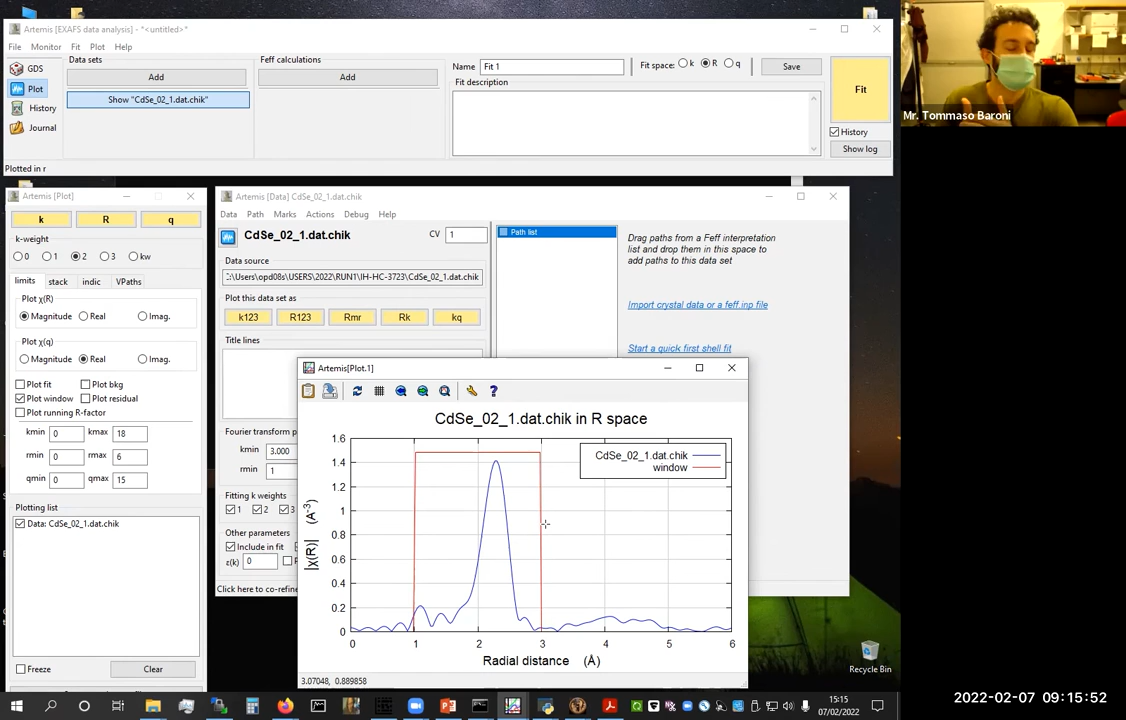 Artemis [EXAFS data analysis] - *<untitled>*
File Monitor Fit Plot Help
GDS
Plot
History
Journal
Data sets
Add
Show "CdSe_02_1.dat.chik"
Feff calculations
Add
Name Fit 1
Fit space: k R q
Save
Fit description
Fit
History
Show log
Plotted in r
Mr. Tommaso Baroni
Artemis [Plot]
k R q
k-weight
0 1 2 3 kw
limits stack indic VPaths
Plot χ(R)
Magnitude Real Imag.
Plot χ(q)
Magnitude Real Imag.
Plot fit Plot bkg
Plot window Plot residual
Plot running R-factor
kmin 0 kmax 18
rmin 0 rmax 6
qmin 0 qmax 15
Plotting list
Data: CdSe_02_1.dat.chik
Freeze Clear
Artemis [Data] CdSe_02_1.dat.chik
Data Path Marks Actions Debug Help
CdSe_02_1.dat.chik
CV 1
Data source
:\Users\opd08s\USERS\2022\RUN1\IH-HC-3723\CdSe_02_1.dat.chik
Plot this data set as
k123 R123 Rmr Rk kq
Title lines
Fourier transform p
kmin 3.000
rmin 1
Fitting k weights
1 2 3
Other parameters
Include in fit
ε(k) 0
Click here to co-refine
Path list
Drag paths from a Feff interpretation
list and drop them in this space to
add paths to this data set
Import crystal data or a feff.inp file
Start a quick first shell fit
Artemis[Plot.1]
CdSe_02_1.dat.chik in R space
CdSe_02_1.dat.chik
window
|χ(R)| (Å⁻³)
1.6
1.4
1.2
1
0.8
0.6
0.4
0.2
0
0 1 2 3 4 5 6
Radial distance (Å)
3.07048, 0.889858
Recycle Bin
15:15
07/02/2022
2022-02-07 09:15:52